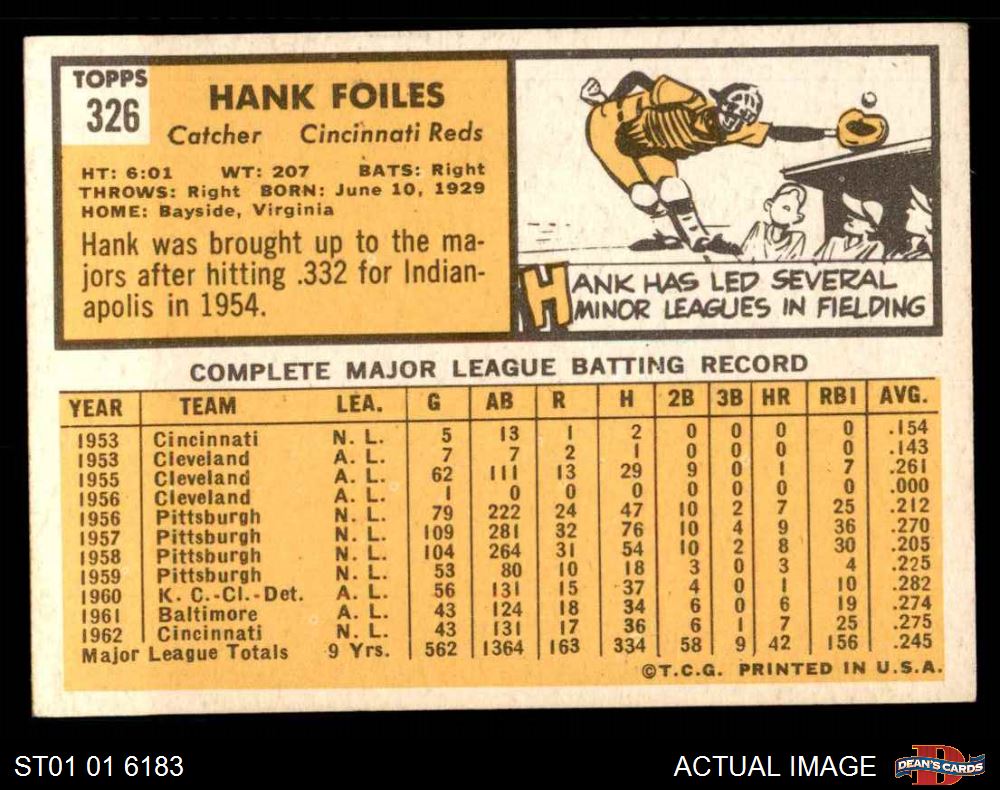 TOPPS
326
HANK FOILES
Catcher Cincinnati Reds
HT: 6:01 WT: 207 BATS: Right
THROWS: Right BORN: June 10, 1929
HOME: Bayside, Virginia
Hank was brought up to the ma-
jors after hitting .332 for Indian-
apolis in 1954.
HANK HAS LED SEVERAL
MINOR LEAGUES IN FIELDING
COMPLETE MAJOR LEAGUE BATTING RECORD
YEAR TEAM LEA. G AB R H 2B 3B HR RBI AVG.
1953 Cincinnati N. L. 5 13 1 2 0 0 0 0 .154
1953 Cleveland A. L. 7 7 2 1 0 0 0 0 .143
1955 Cleveland A. L. 62 111 13 29 9 0 1 7 .261
1956 Cleveland A. L. 1 0 0 0 0 0 0 0 .000
1956 Pittsburgh N. L. 79 222 24 47 10 2 7 25 .212
1957 Pittsburgh N. L. 109 281 32 76 10 4 9 36 .270
1958 Pittsburgh N. L. 104 264 31 54 10 2 8 30 .205
1959 Pittsburgh N. L. 53 80 10 18 3 0 3 4 .225
1960 K. C.-Cl.-Det. A. L. 56 131 15 37 4 0 1 10 .282
1961 Baltimore A. L. 43 124 18 34 6 0 6 19 .274
1962 Cincinnati N. L. 43 131 17 36 6 1 7 25 .275
Major League Totals 9 Yrs. 562 1364 163 334 58 9 42 156 .245
©T.C.G. PRINTED IN U.S.A.
ST01 01 6183
ACTUAL IMAGE
D
DEAN'S CARDS